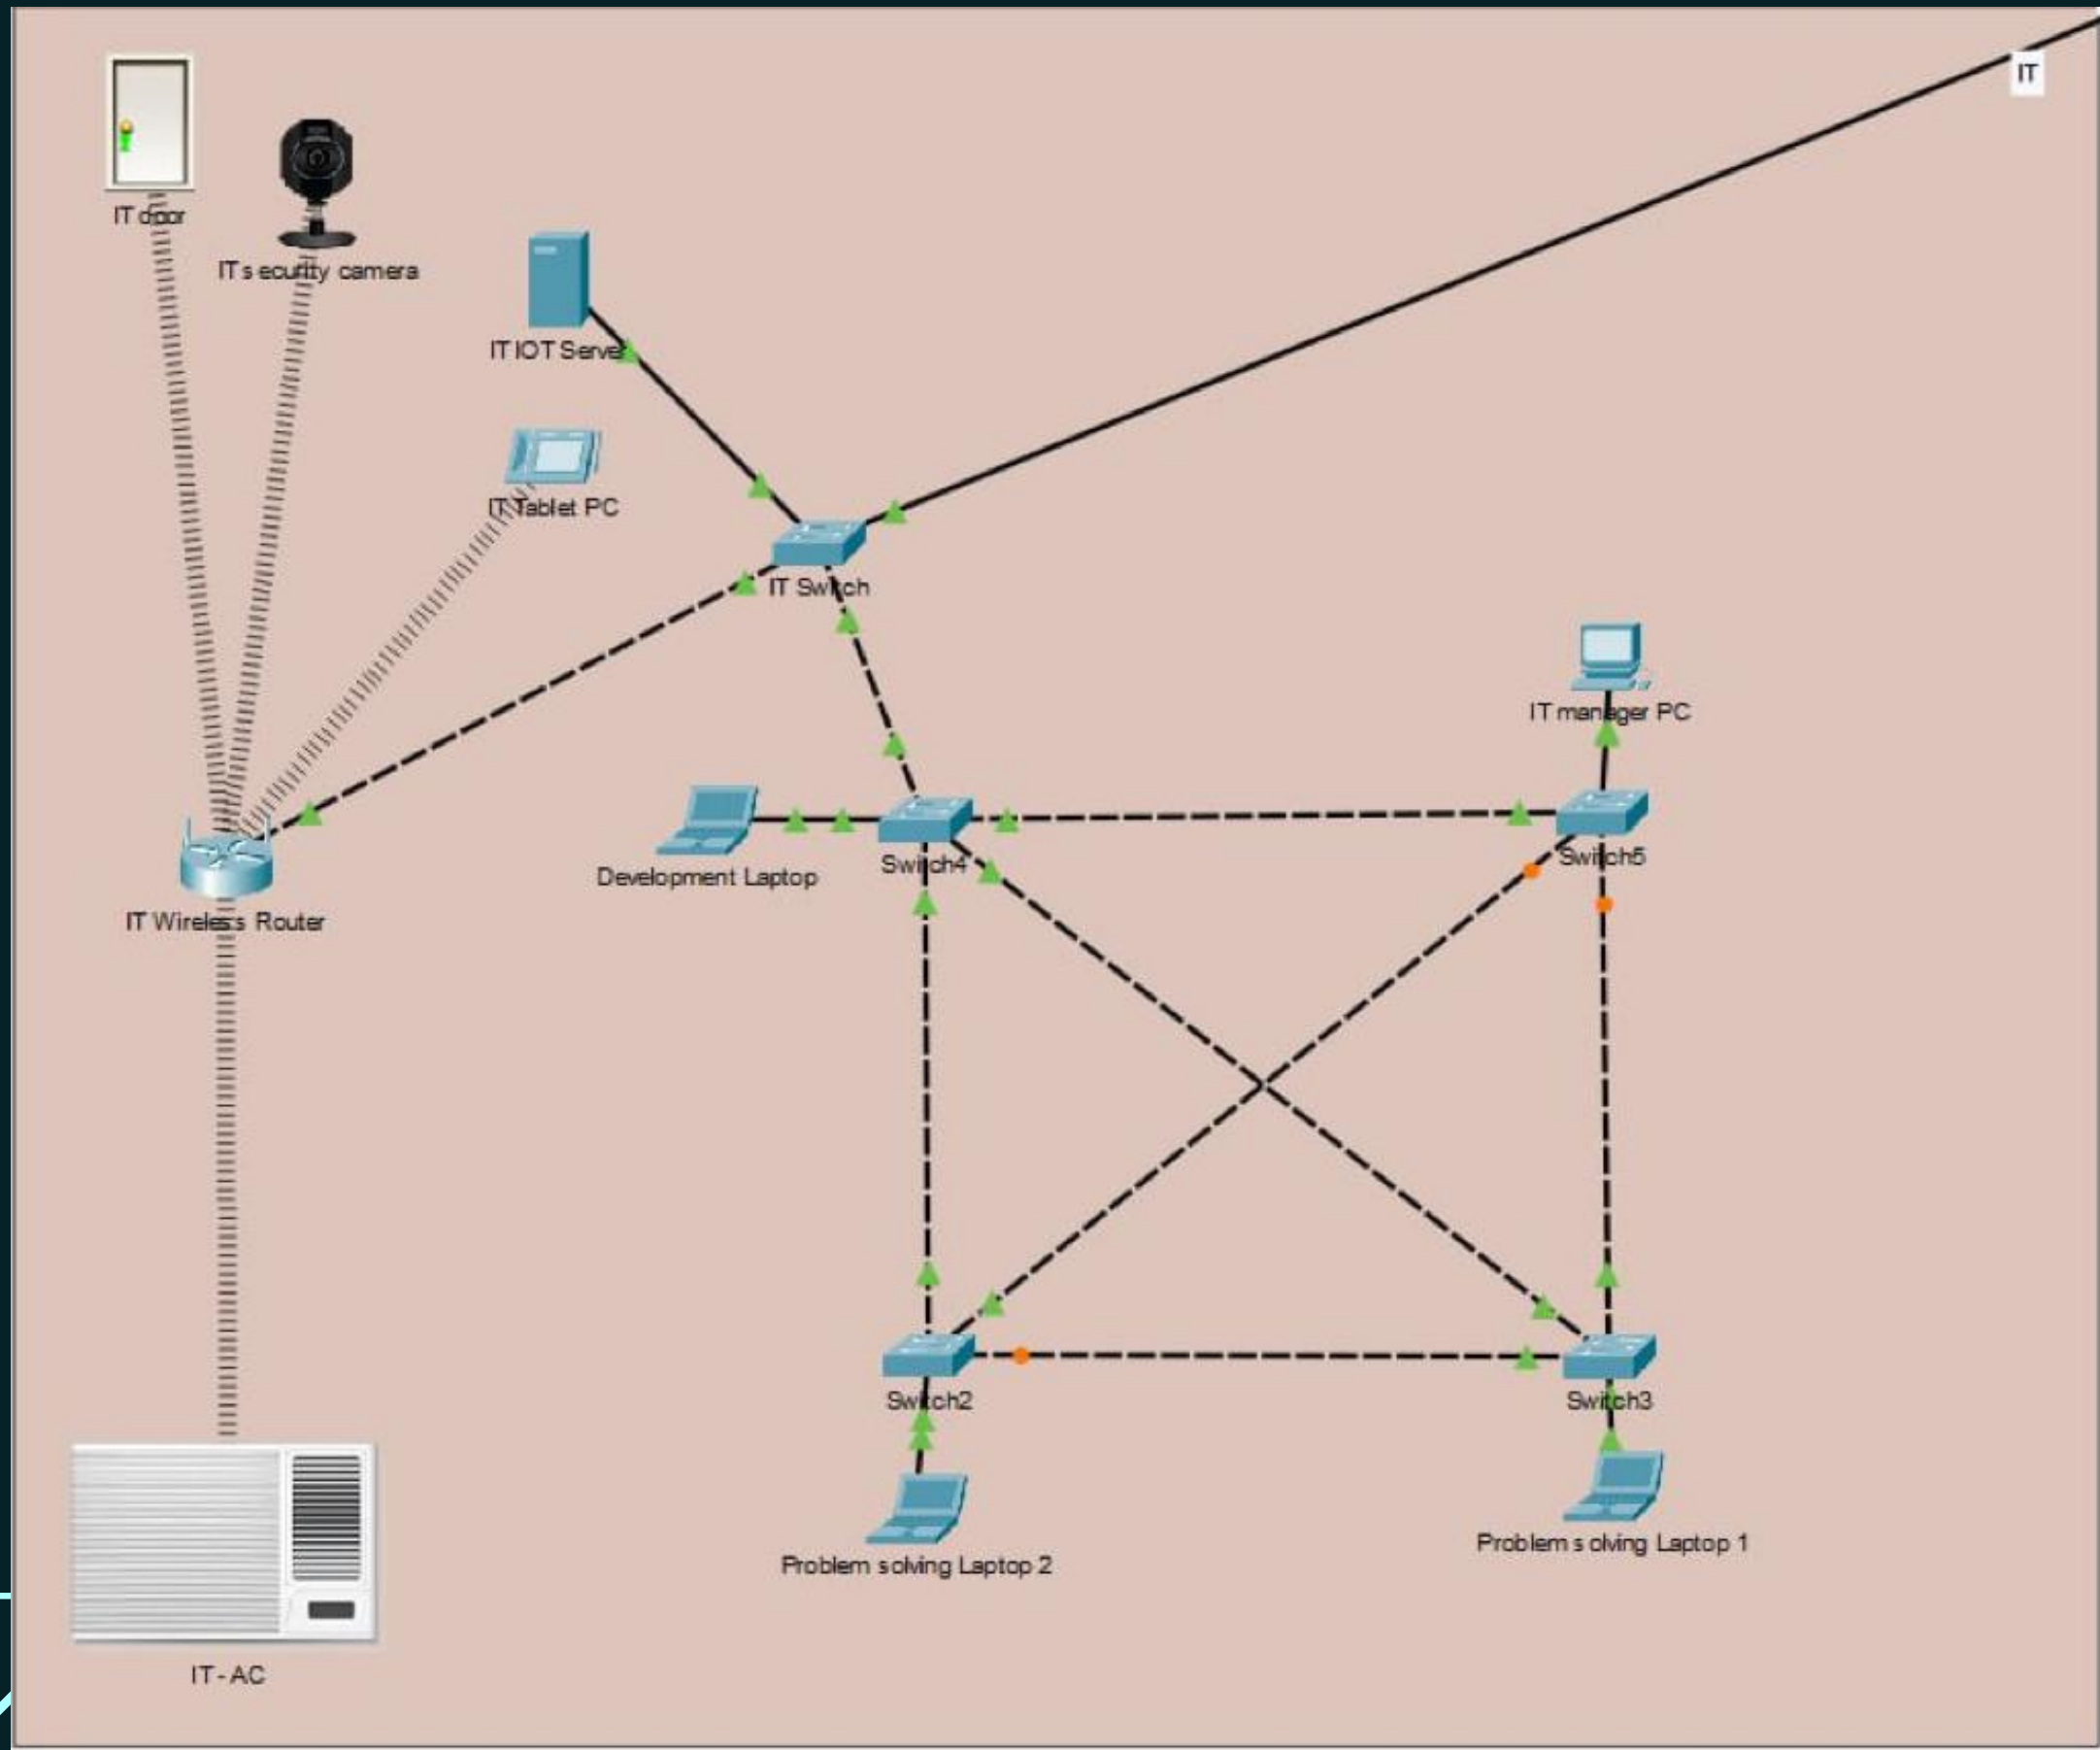 IT
IT door
IT security camera
IT IOT Server
IT Tablet PC
IT Switch
IT manager PC
Development Laptop
Switch4
Switch5
IT Wireless Router
Switch2
Switch3
Problem solving Laptop 2
Problem solving Laptop 1
IT - AC